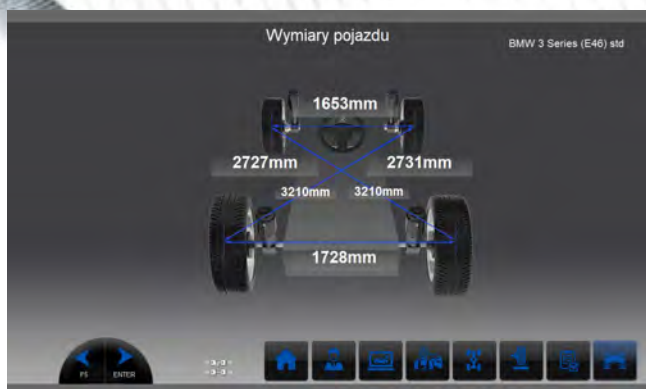 Wymiary pojazdu
BMW 3 Series (E46) std
1653mm
2727mm
2731mm
3210mm
3210mm
1728mm
F5
ENTER